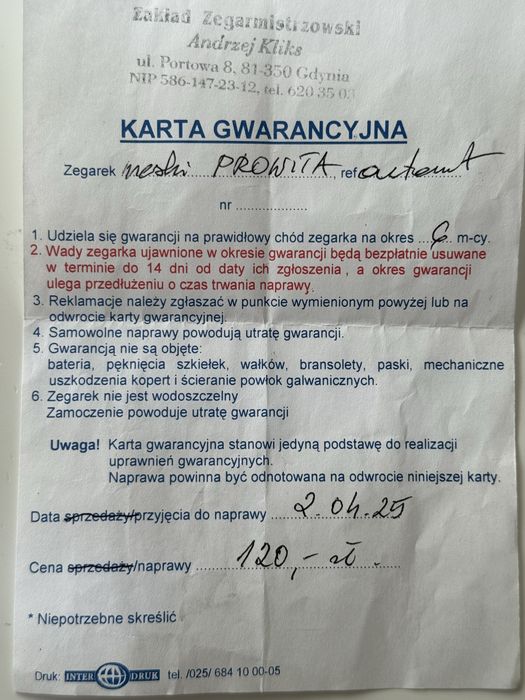 Zakład Zegarmistrzowski
Andrzej Kliks
ul. Portowa 8, 81-350 Gdynia
NIP 586-147-23-12, tel. 620 35 03
KARTA GWARANCYJNA
Zegarek męski PROWITA, ref automat
nr ....................
1. Udziela się gwarancji na prawidłowy chód zegarka na okres ...6. m-cy.
2. Wady zegarka ujawnione w okresie gwarancji będą bezpłatnie usuwane
w terminie do 14 dni od daty ich zgłoszenia , a okres gwarancji
ulega przedłużeniu o czas trwania naprawy.
3. Reklamacje należy zgłaszać w punkcie wymienionym powyżej lub na
odwrocie karty gwarancyjnej.
4. Samowolne naprawy powodują utratę gwarancji.
5. Gwarancją nie są objęte:
bateria, pęknięcia szkiełek, wałków, bransolety, paski, mechaniczne
uszkodzenia kopert i ścieranie powłok galwanicznych.
6. Zegarek nie jest wodoszczelny
Zamoczenie powoduje utratę gwarancji
Uwaga! Karta gwarancyjna stanowi jedyną podstawę do realizacji
uprawnień gwarancyjnych.
Naprawa powinna być odnotowana na odwrocie niniejszej karty.
Data sprzedaży/przyjęcia do naprawy 2.04.25
Cena sprzedaży/naprawy 120,- zł.
* Niepotrzebne skreślić
Druk: INTER DRUK tel. /025/ 684 10 00-05